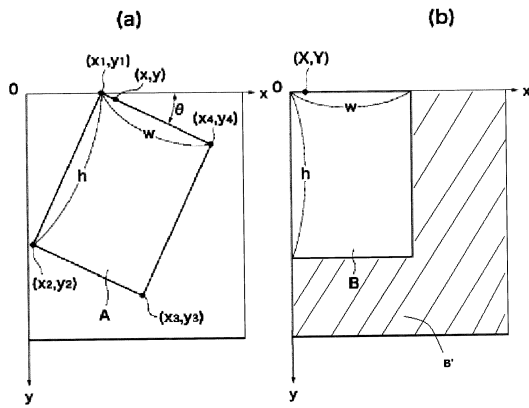 (a)
(x1,y1)
(x,y)
0
x
θ
w
(x4,y4)
h
(x2,y2)
A
(x3,y3)
y
(b)
(X,Y)
0
x
w
h
B
B'
y